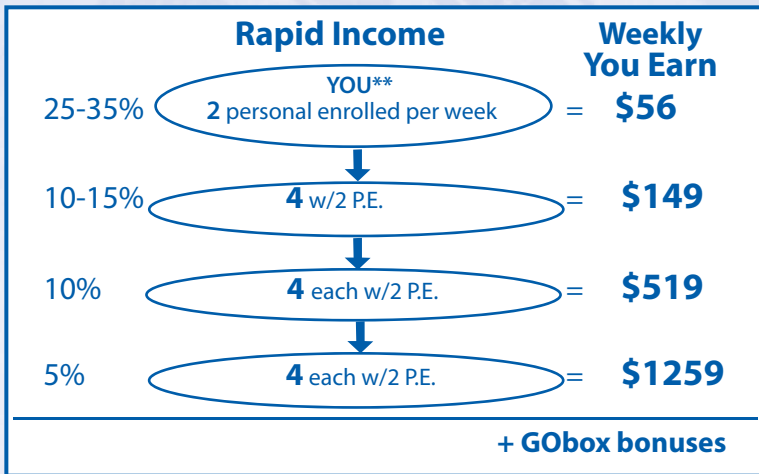 Rapid Income
Weekly
You Earn
25-35%
YOU**
2 personal enrolled per week
= $56
10-15%
4 w/2 P.E.
= $149
10%
4 each w/2 P.E.
= $519
5%
4 each w/2 P.E.
= $1259
+ GObox bonuses